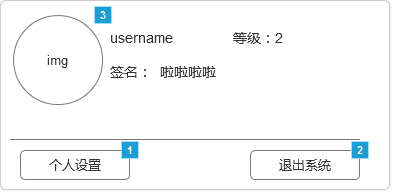 3
img
username 等级：2
签名： 啦啦啦啦
1 2
个人设置 退出系统